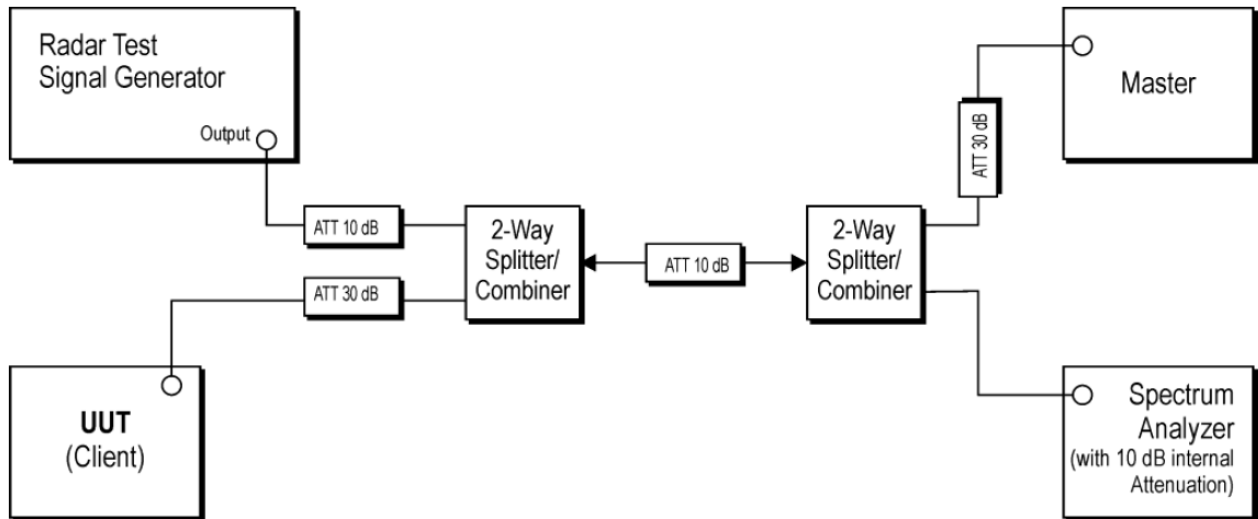 Radar Test
Signal Generator
Output
ATT 10 dB
ATT 30 dB
2-Way
Splitter/
Combiner
ATT 10 dB
2-Way
Splitter/
Combiner
ATT 30 dB
Master
UUT
(Client)
Spectrum
Analyzer
(with 10 dB internal
Attenuation)